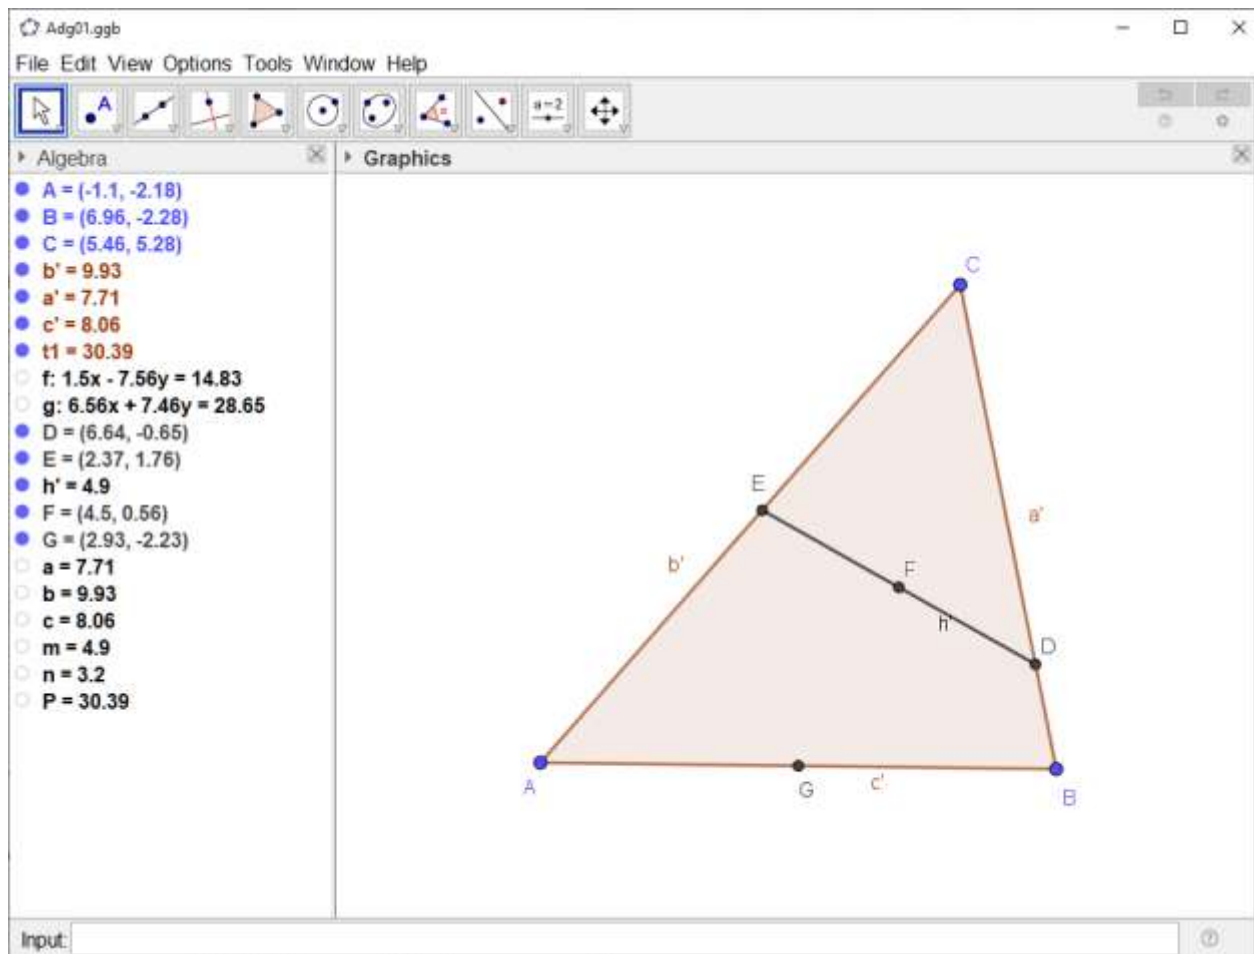 Adg01.ggb
File Edit View Options Tools Window Help
A
a=2
Algebra
Graphics
A = (-1.1, -2.18)
B = (6.96, -2.28)
C = (5.46, 5.28)
b' = 9.93
a' = 7.71
c' = 8.06
t1 = 30.39
f: 1.5x - 7.56y = 14.83
g: 6.56x + 7.46y = 28.65
D = (6.64, -0.65)
E = (2.37, 1.76)
h' = 4.9
F = (4.5, 0.56)
G = (2.93, -2.23)
a = 7.71
b = 9.93
c = 8.06
m = 4.9
n = 3.2
P = 30.39
C
E
a'
b'
F
h'
D
A
G
c'
B
Input: